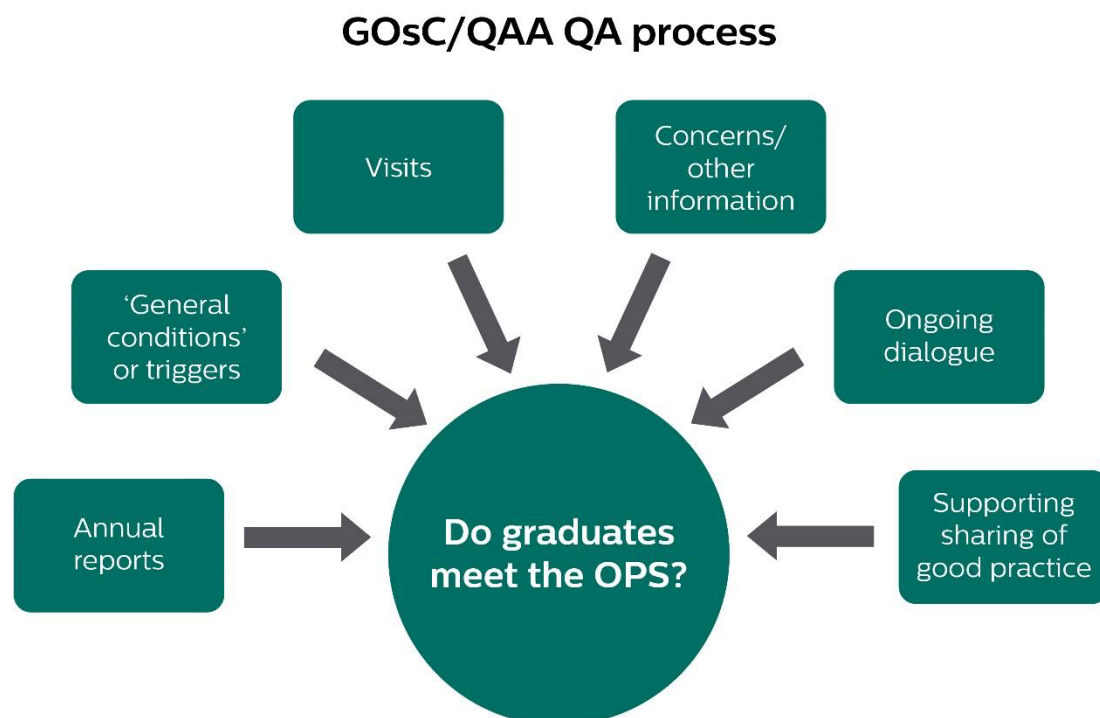 GOsC/QAA QA process
Visits
Concerns/
other
information
‘General
conditions’
or triggers
Ongoing
dialogue
Annual
reports
Do graduates
meet the OPS?
Supporting
sharing of
good practice